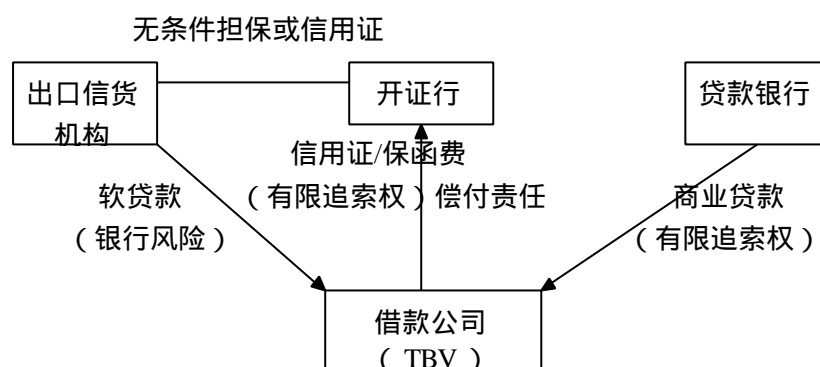 无条件担保或信用证
出口信货
机构
开证行
贷款银行
信用证/保函费
（有限追索权）偿付责任
软贷款
（银行风险）
商业贷款
（有限追索权）
借款公司
（ TBV ）